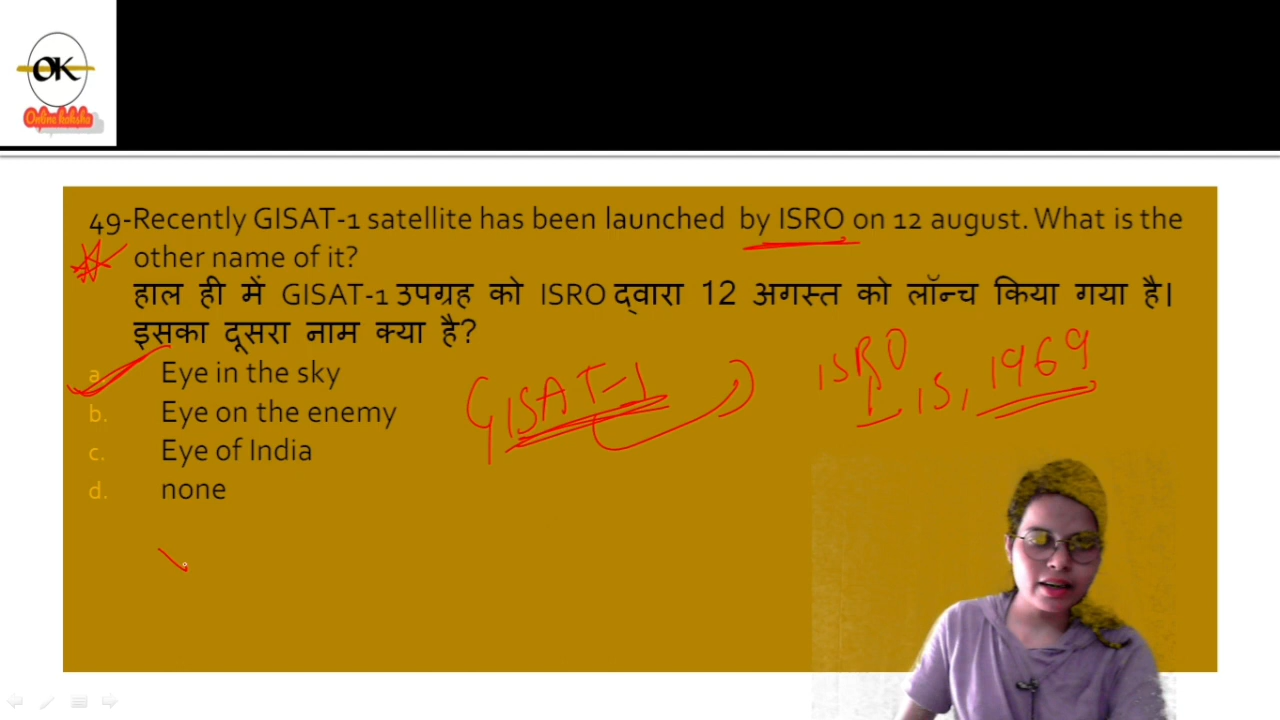 OK
Online kaksha
49-Recently GISAT-1 satellite has been launched by ISRO on 12 august. What is the
other name of it?
हाल ही में GISAT-1 उपग्रह को ISRO द्वारा 12 अगस्त को लॉन्च किया गया है।
इसका दूसरा नाम क्या है?
a. Eye in the sky
b. Eye on the enemy
c. Eye of India
d. none
GISAT-1
ISRO
15, 1969